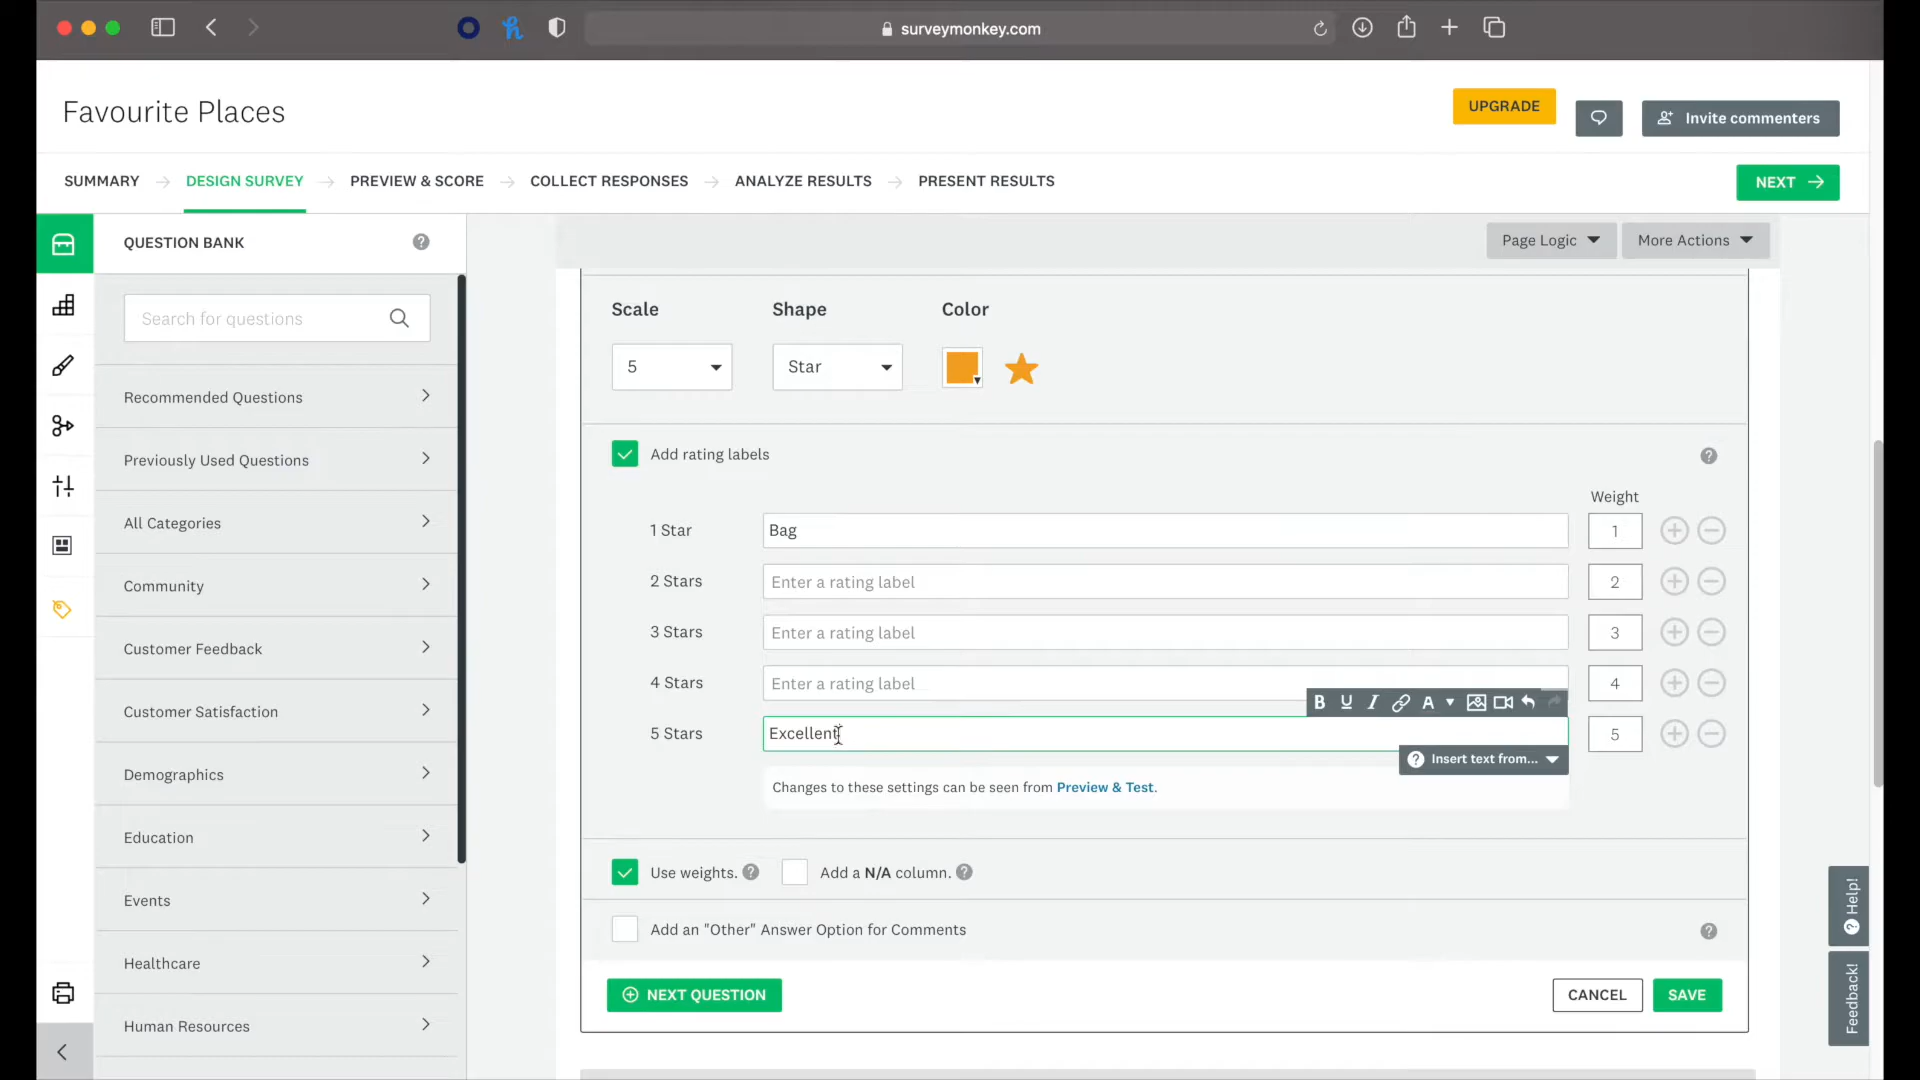 surveymonkey.com
Favourite Places
UPGRADE
Invite commenters
SUMMARY
DESIGN SURVEY
PREVIEW & SCORE
COLLECT RESPONSES
ANALYZE RESULTS
PRESENT RESULTS
NEXT
QUESTION BANK
Page Logic
More Actions
Search for questions
Recommended Questions
Previously Used Questions
All Categories
Community
Customer Feedback
Customer Satisfaction
Demographics
Education
Events
Healthcare
Human Resources
Scale
Shape
Color
5
Star
Add rating labels
Weight
1 Star
Bag
1
2 Stars
Enter a rating label
2
3 Stars
Enter a rating label
3
4 Stars
Enter a rating label
4
B U I A
5 Stars
Excellent
5
Insert text from...
Changes to these settings can be seen from Preview & Test.
Use weights.
Add a N/A column.
Add an "Other" Answer Option for Comments
NEXT QUESTION
CANCEL
SAVE
Help!
Feedback!